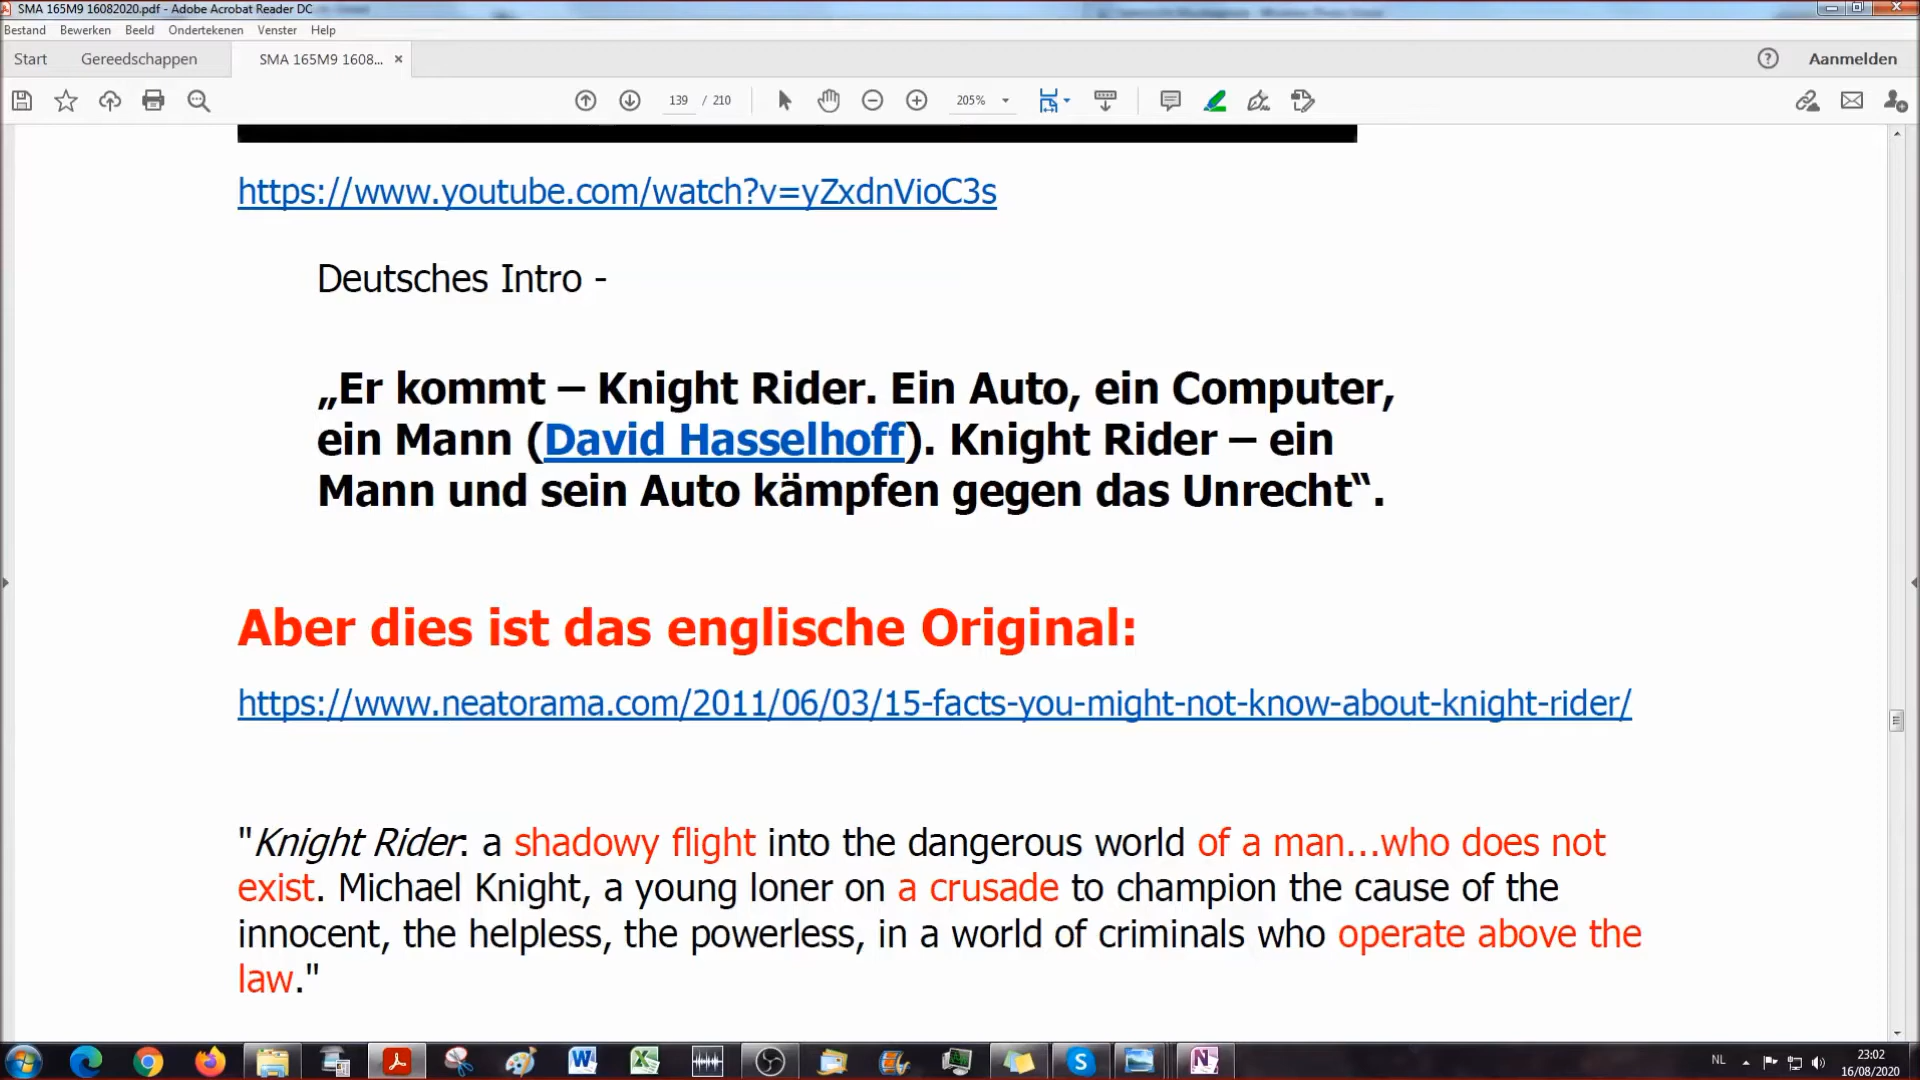 SMA 165M9 16082020.pdf - Adobe Acrobat Reader DC
Bestand Bewerken Beeld Ondertekenen Venster Help
Start Gereedschappen SMA 165M9 1608... × Aanmelden
139 / 210 205%
https://www.youtube.com/watch?v=yZxdnVioC3s
Deutsches Intro -
„Er kommt – Knight Rider. Ein Auto, ein Computer,
ein Mann (David Hasselhoff). Knight Rider – ein
Mann und sein Auto kämpfen gegen das Unrecht“.
Aber dies ist das englische Original:
https://www.neatorama.com/2011/06/03/15-facts-you-might-not-know-about-knight-rider/
"Knight Rider: a shadowy flight into the dangerous world of a man...who does not
exist. Michael Knight, a young loner on a crusade to champion the cause of the
innocent, the helpless, the powerless, in a world of criminals who operate above the
law."
NL 23:02
16/08/2020